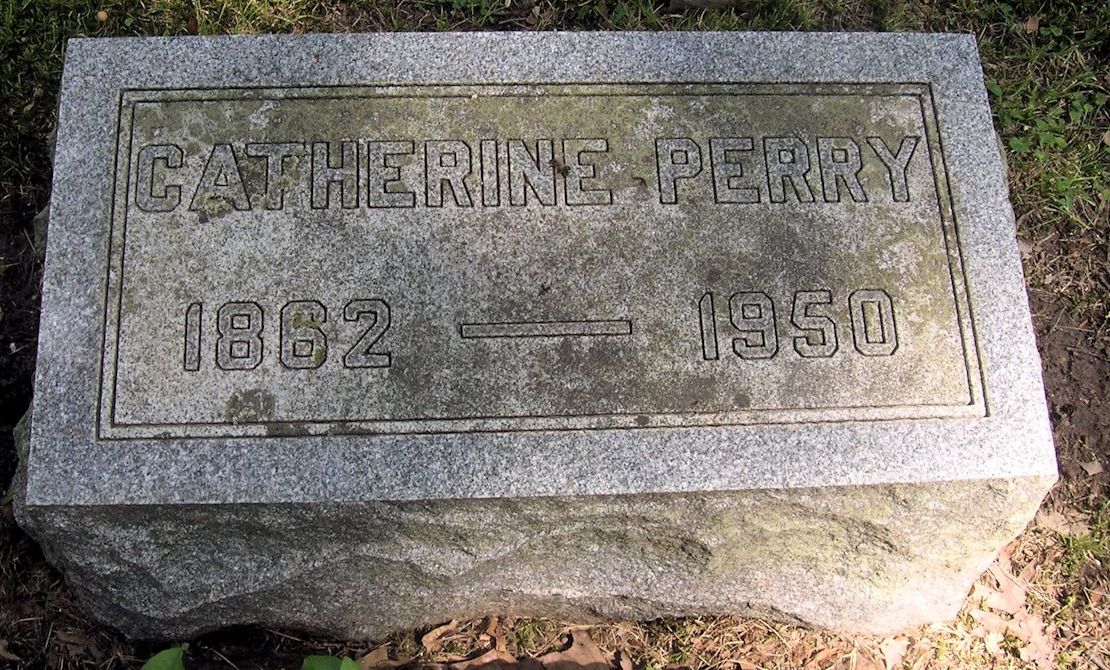 CATHERINE PERRY
1862 — 1950